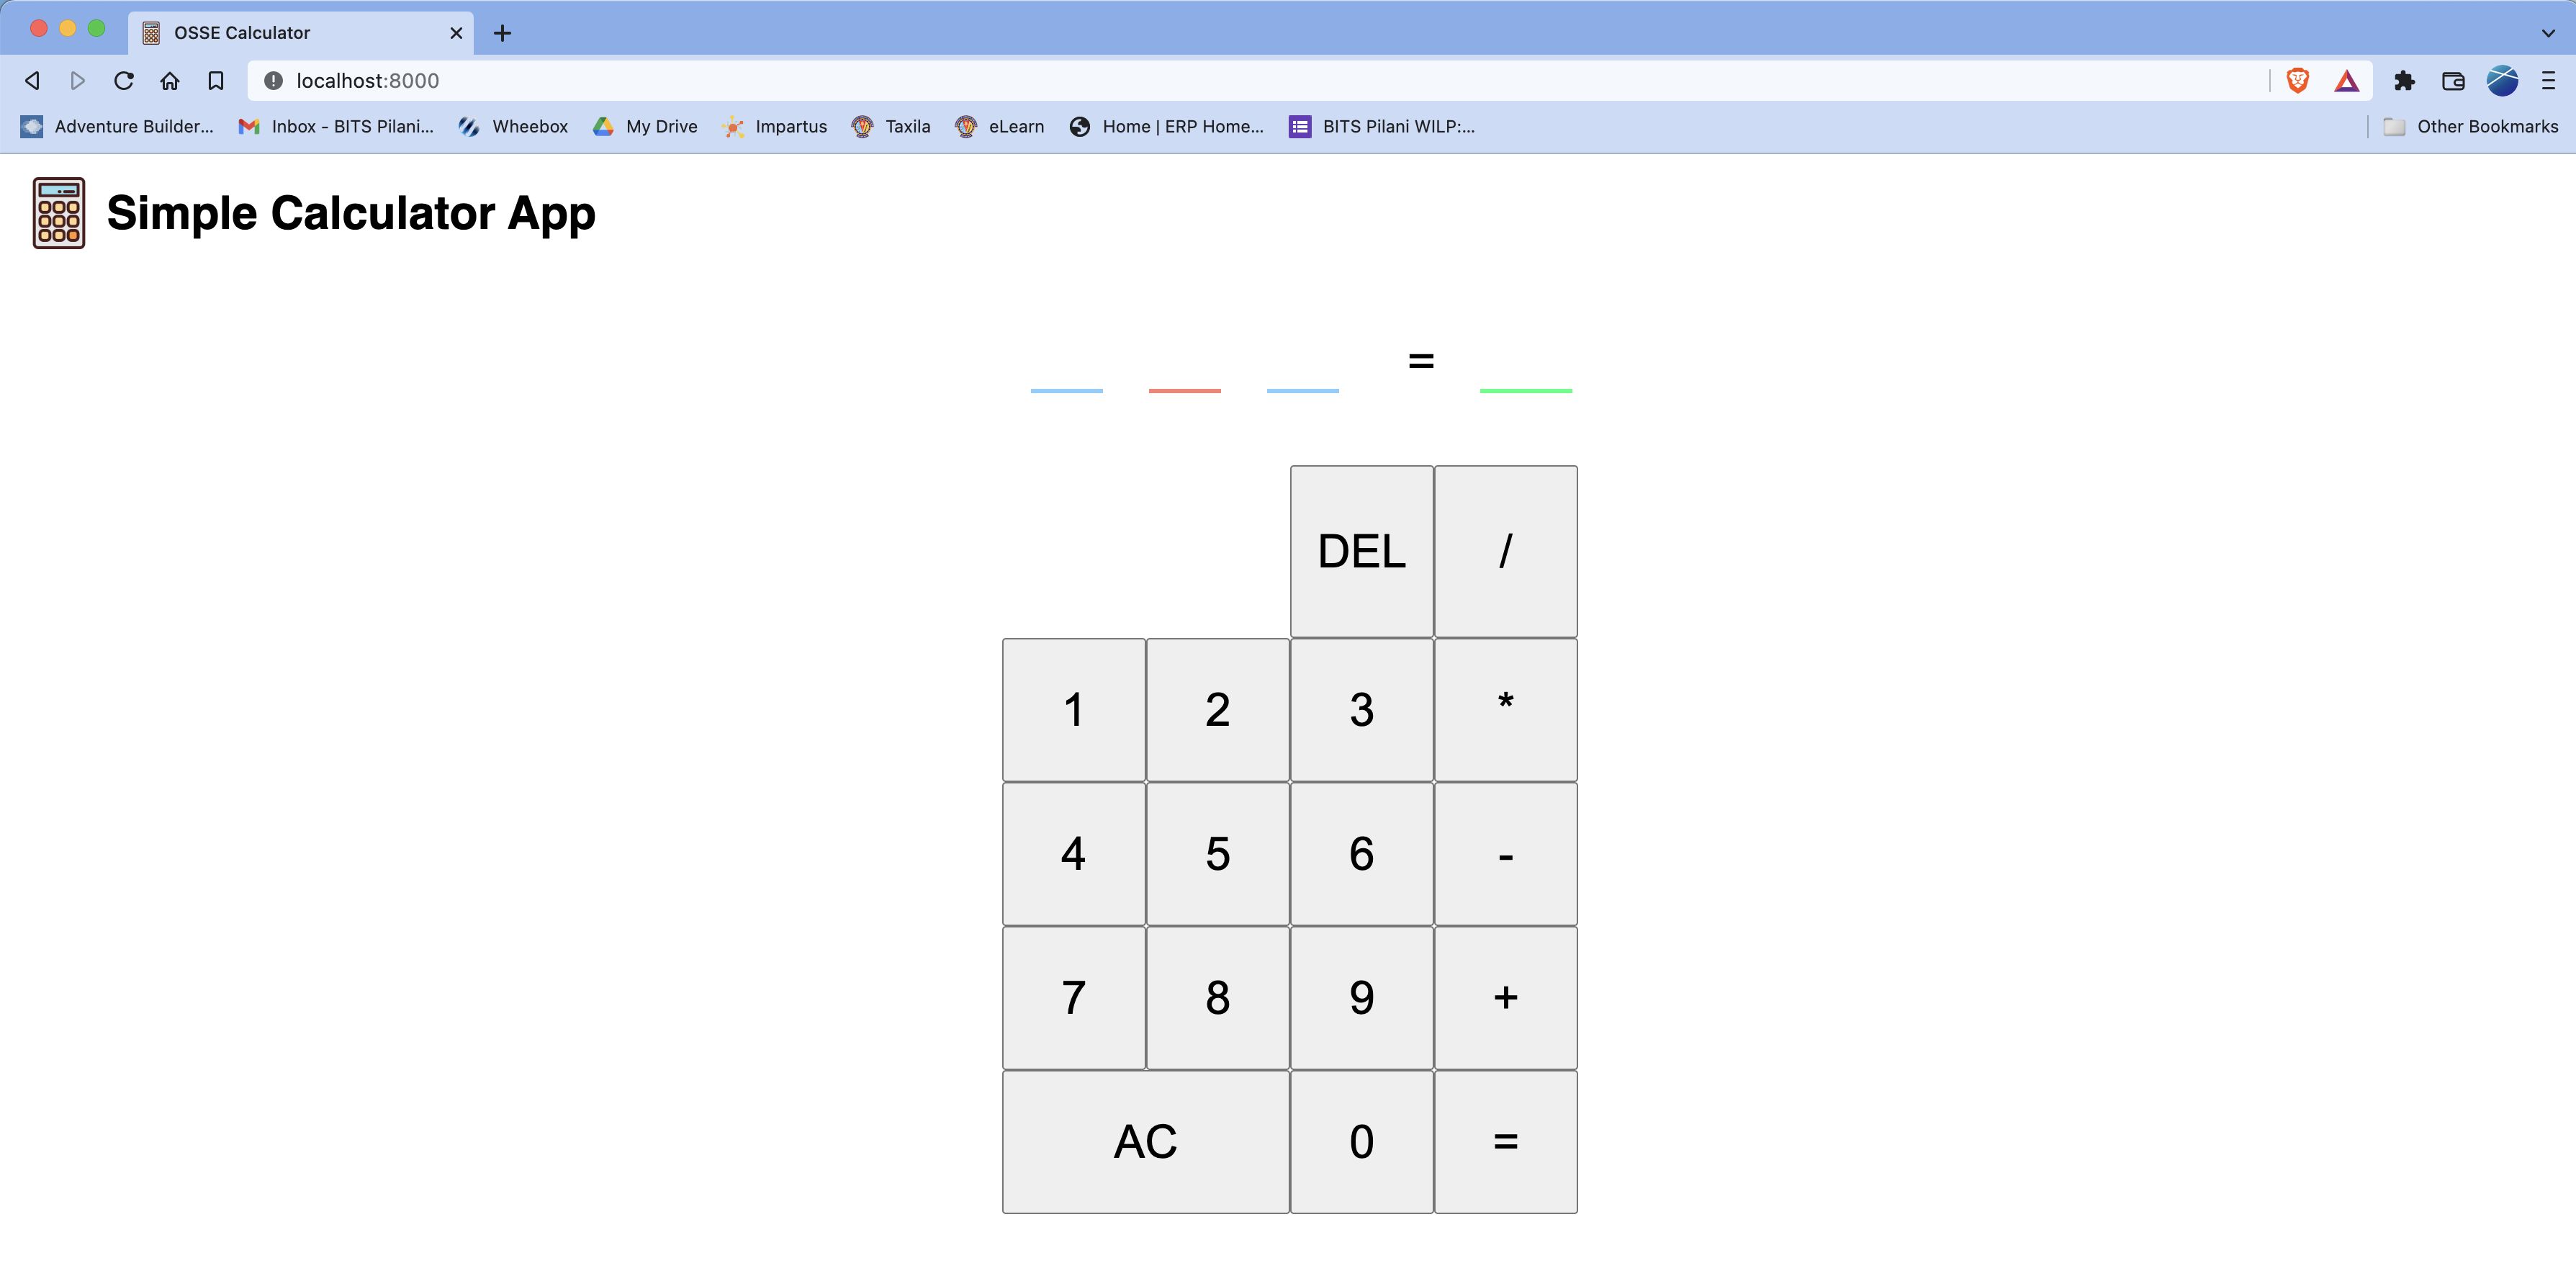 OSSE Calculator
localhost:8000
Adventure Builder... Inbox - BITS Pilani... Wheebox My Drive Impartus Taxila eLearn Home | ERP Home... BITS Pilani WILP:... Other Bookmarks
Simple Calculator App
=
DEL /
1 2 3 *
4 5 6 -
7 8 9 +
AC 0 =